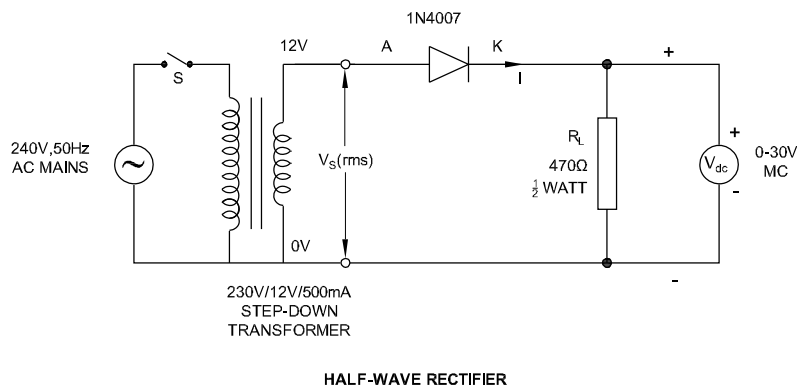 1N4007
12V
A
K
+
S
I
240V,50Hz
AC MAINS
~
V_S(rms)
R_L
470Ω
½ WATT
+
V_dc
-
0-30V
MC
0V
-
230V/12V/500mA
STEP-DOWN
TRANSFORMER
HALF-WAVE RECTIFIER